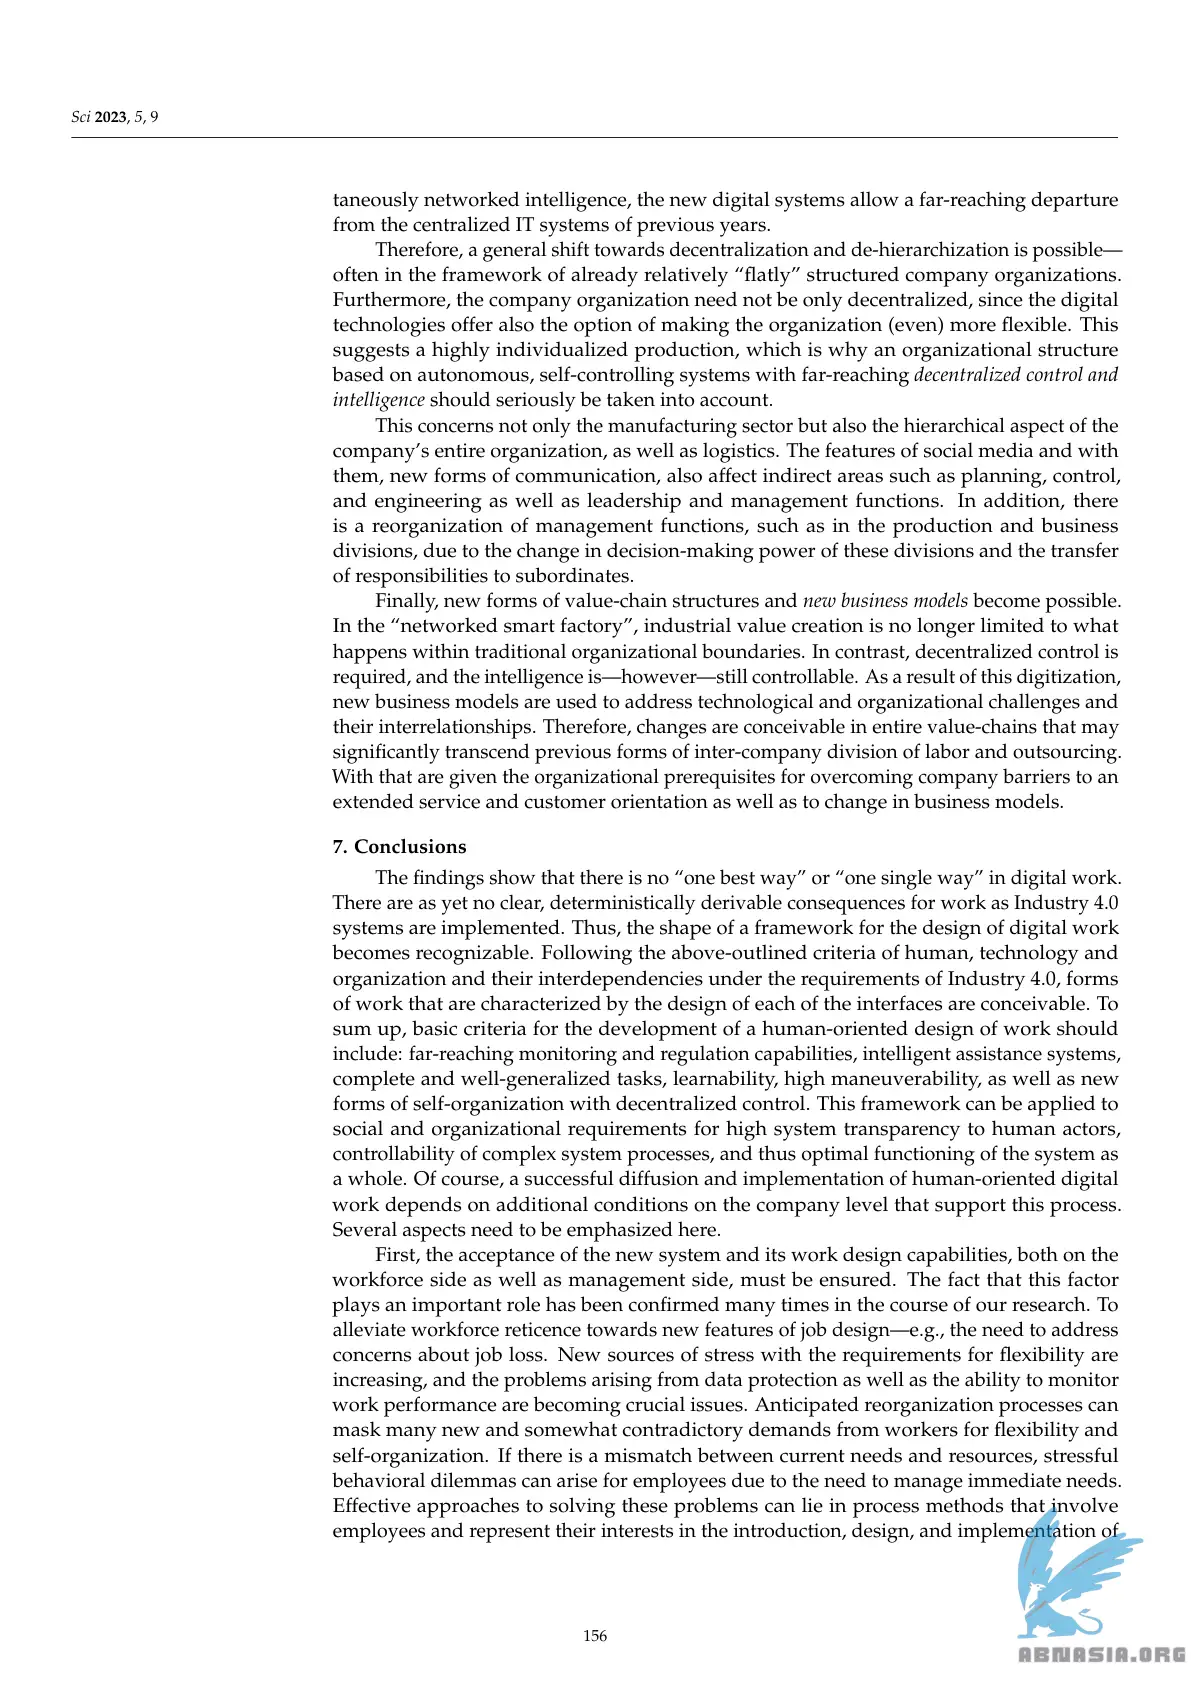 Sci 2023, 5, 9
taneously networked intelligence, the new digital systems allow a far-reaching departure
from the centralized IT systems of previous years.
Therefore, a general shift towards decentralization and de-hierarchization is possible—
often in the framework of already relatively “flatly” structured company organizations.
Furthermore, the company organization need not be only decentralized, since the digital
technologies offer also the option of making the organization (even) more flexible. This
suggests a highly individualized production, which is why an organizational structure
based on autonomous, self-controlling systems with far-reaching decentralized control and
intelligence should seriously be taken into account.
This concerns not only the manufacturing sector but also the hierarchical aspect of the
company’s entire organization, as well as logistics. The features of social media and with
them, new forms of communication, also affect indirect areas such as planning, control,
and engineering as well as leadership and management functions. In addition, there
is a reorganization of management functions, such as in the production and business
divisions, due to the change in decision-making power of these divisions and the transfer
of responsibilities to subordinates.
Finally, new forms of value-chain structures and new business models become possible.
In the “networked smart factory”, industrial value creation is no longer limited to what
happens within traditional organizational boundaries. In contrast, decentralized control is
required, and the intelligence is—however—still controllable. As a result of this digitization,
new business models are used to address technological and organizational challenges and
their interrelationships. Therefore, changes are conceivable in entire value-chains that may
significantly transcend previous forms of inter-company division of labor and outsourcing.
With that are given the organizational prerequisites for overcoming company barriers to an
extended service and customer orientation as well as to change in business models.
7. Conclusions
The findings show that there is no “one best way” or “one single way” in digital work.
There are as yet no clear, deterministically derivable consequences for work as Industry 4.0
systems are implemented. Thus, the shape of a framework for the design of digital work
becomes recognizable. Following the above-outlined criteria of human, technology and
organization and their interdependencies under the requirements of Industry 4.0, forms
of work that are characterized by the design of each of the interfaces are conceivable. To
sum up, basic criteria for the development of a human-oriented design of work should
include: far-reaching monitoring and regulation capabilities, intelligent assistance systems,
complete and well-generalized tasks, learnability, high maneuverability, as well as new
forms of self-organization with decentralized control. This framework can be applied to
social and organizational requirements for high system transparency to human actors,
controllability of complex system processes, and thus optimal functioning of the system as
a whole. Of course, a successful diffusion and implementation of human-oriented digital
work depends on additional conditions on the company level that support this process.
Several aspects need to be emphasized here.
First, the acceptance of the new system and its work design capabilities, both on the
workforce side as well as management side, must be ensured. The fact that this factor
plays an important role has been confirmed many times in the course of our research. To
alleviate workforce reticence towards new features of job design—e.g., the need to address
concerns about job loss. New sources of stress with the requirements for flexibility are
increasing, and the problems arising from data protection as well as the ability to monitor
work performance are becoming crucial issues. Anticipated reorganization processes can
mask many new and somewhat contradictory demands from workers for flexibility and
self-organization. If there is a mismatch between current needs and resources, stressful
behavioral dilemmas can arise for employees due to the need to manage immediate needs.
Effective approaches to solving these problems can lie in process methods that involve
employees and represent their interests in the introduction, design, and implementation of
156
ABNASIA.ORG